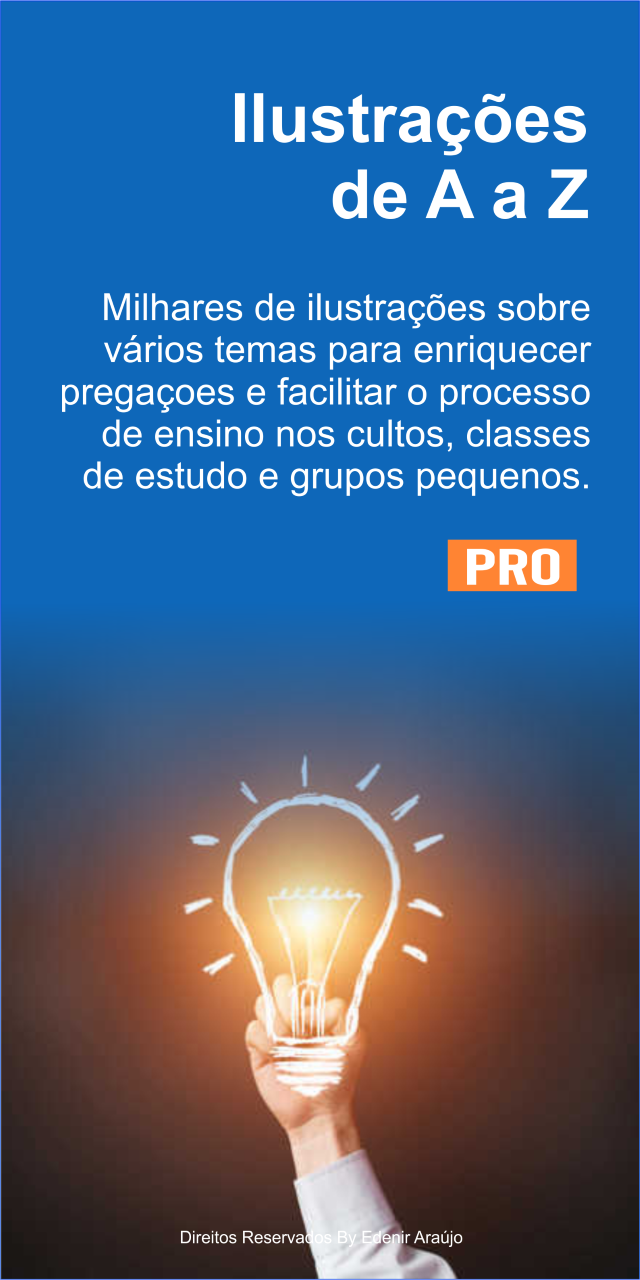 Ilustrações
de A a Z
Milhares de ilustrações sobre
vários temas para enriquecer
pregaçoes e facilitar o processo
de ensino nos cultos, classes
de estudo e grupos pequenos.
PRO
Direitos Reservados By Edenir Araújo